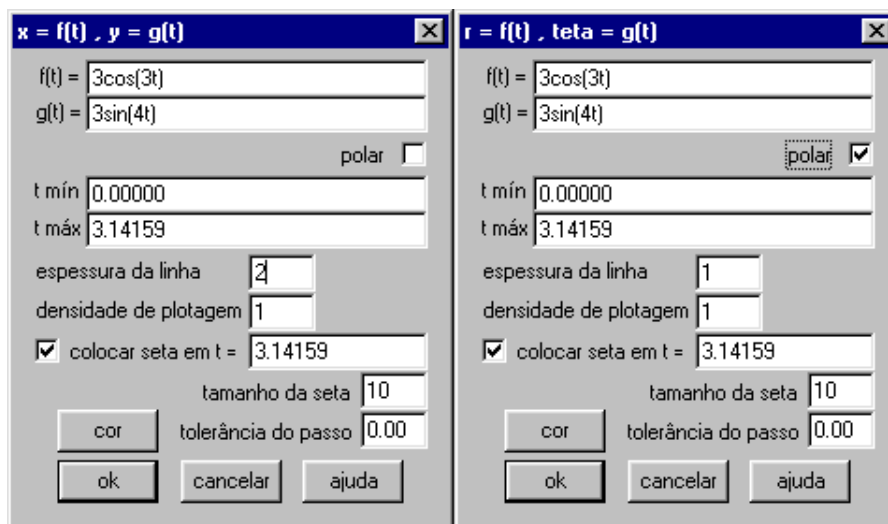 x = f(t) , y = g(t)
f(t) = 3cos(3t)
g(t) = 3sin(4t)
polar
t mín 0.00000
t máx 3.14159
espessura da linha 2
densidade de plotagem 1
colocar seta em t = 3.14159
tamanho da seta 10
cor tolerância do passo 0.00
ok cancelar ajuda
r = f(t) , teta = g(t)
f(t) = 3cos(3t)
g(t) = 3sin(4t)
polar
t mín 0.00000
t máx 3.14159
espessura da linha 1
densidade de plotagem 1
colocar seta em t = 3.14159
tamanho da seta 10
cor tolerância do passo 0.00
ok cancelar ajuda